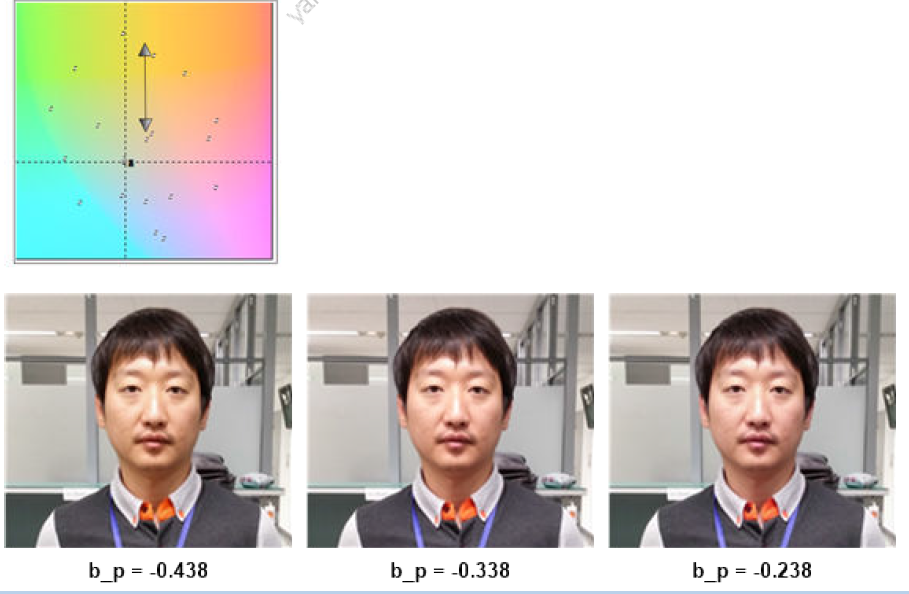 b_p = -0.438
b_p = -0.338
b_p = -0.238